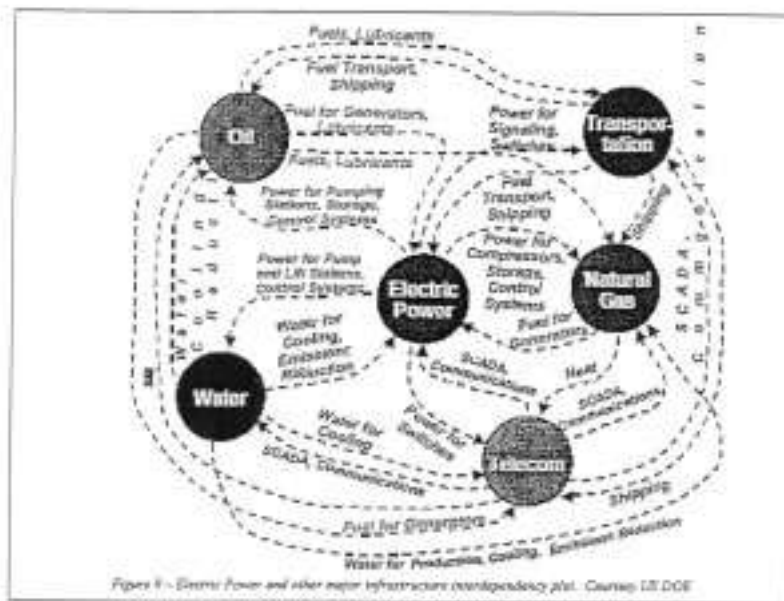 Fuels, Lubricants
Fuel Transport,
Shipping
Oil
Fuel for Generators,
Lubricants
Fuels, Lubricants
Power for
Signaling,
Switches
Transpor-
tation
Fuel
Transport,
Shipping
Shipping
Power for Pumping
Stations, Storage,
Control Systems
Power for Pump
and Lift Stations,
control Systems
Electric
Power
Power for
Compressors,
Storage,
Control
Systems
Natural
Gas
Fuel for
Generators
SCADA
Water for
Cooling,
Emissions
Reduction
SCADA,
Communications
Heat
SCADA,
Communications
Water
Water for
Cooling
Power for
Switches
SCADA, Communications
Telecom
Shipping
Fuel for Generators
Water for Production, Cooling, Emission Reduction
Electric Power and other major infrastructure interdependency plot. Courtesy US DOE